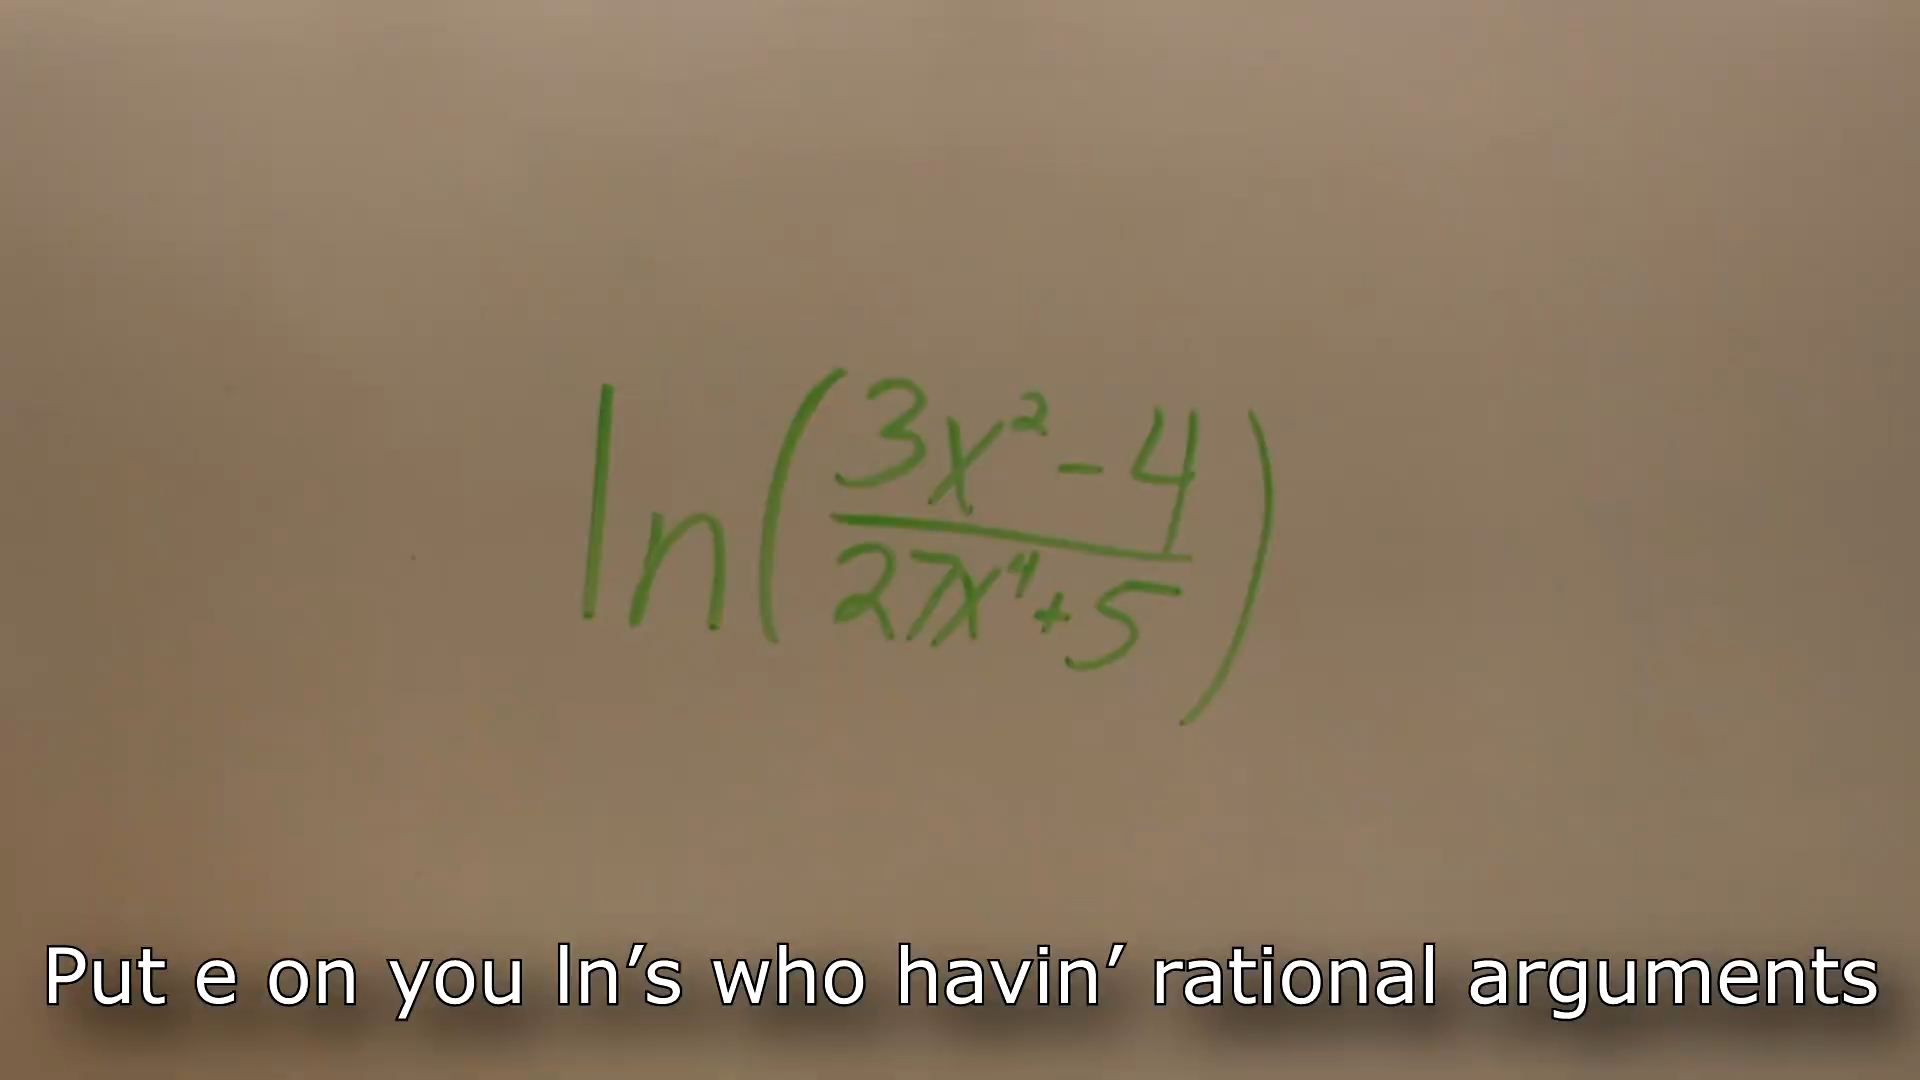 ln(3x²-4
27x⁴+5)
Put e on you ln’s who havin’ rational arguments